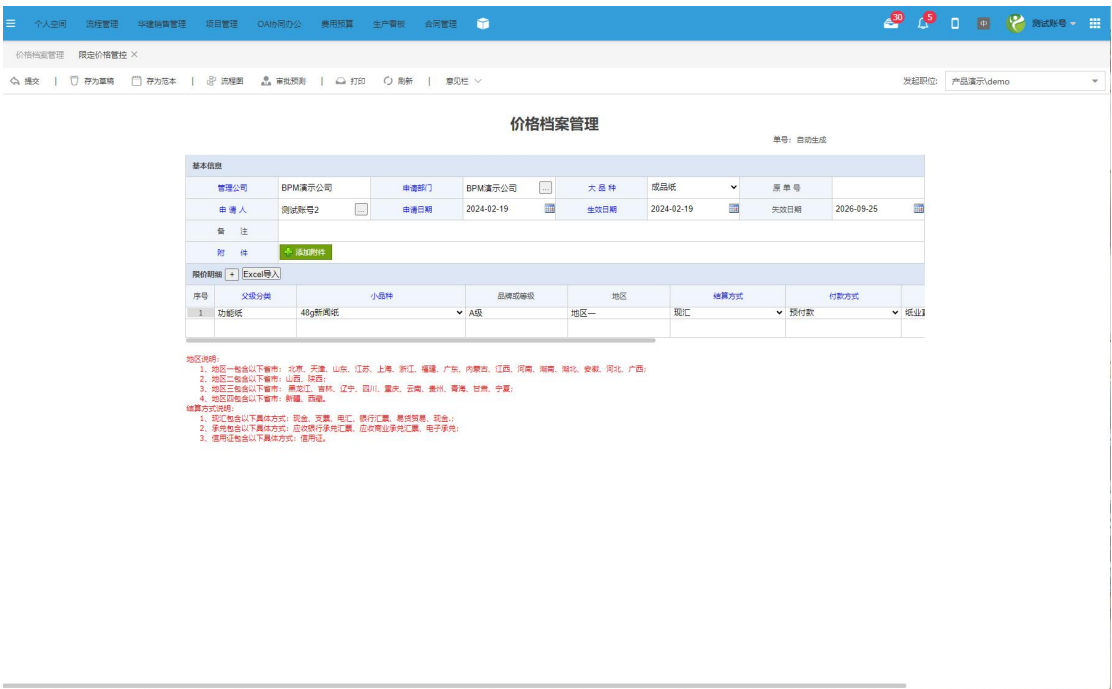 个人空间 流程管理 华建销售管理 项目管理 OA协同办公 费用预算 生产看板 合同管理 30 5 中 测试账号
价格档案管理 限定价格管控 ×
提交 | 存为草稿 存为范本 | 流程图 审批预测 | 打印 刷新 | 意见栏 发起职位: 产品演示\demo
价格档案管理
单号: 自动生成
基本信息
管理公司 BPM演示公司 申请部门 BPM演示公司 ... 大品种 成品纸 原单号
申请人 测试账号2 ... 申请日期 2024-02-19 生效日期 2024-02-19 失效日期 2026-09-25
备 注
附 件 添加附件
限价明细 + Excel导入
序号 父级分类 小品种 品牌或等级 地区 结算方式 付款方式
1 功能纸 48g新闻纸 A级 地区一 现汇 预付款 纸业
地区说明:
1、地区一包含以下省市: 北京、天津、山东、江苏、上海、浙江、福建、广东、内蒙古、江西、河南、湖南、湖北、安徽、河北、广西;
2、地区二包含以下省市: 山西、陕西;
3、地区三包含以下省市: 黑龙江、吉林、辽宁、四川、重庆、云南、贵州、青海、甘肃、宁夏;
4、地区四包含以下省市: 新疆、西藏。
结算方式说明:
1、现汇包含以下具体方式: 现金、支票、电汇、银行汇票、易货贸易、现金.;
2、承兑包含以下具体方式: 应收银行承兑汇票、应收商业承兑汇票、电子承兑;
3、信用证包含以下具体方式: 信用证。